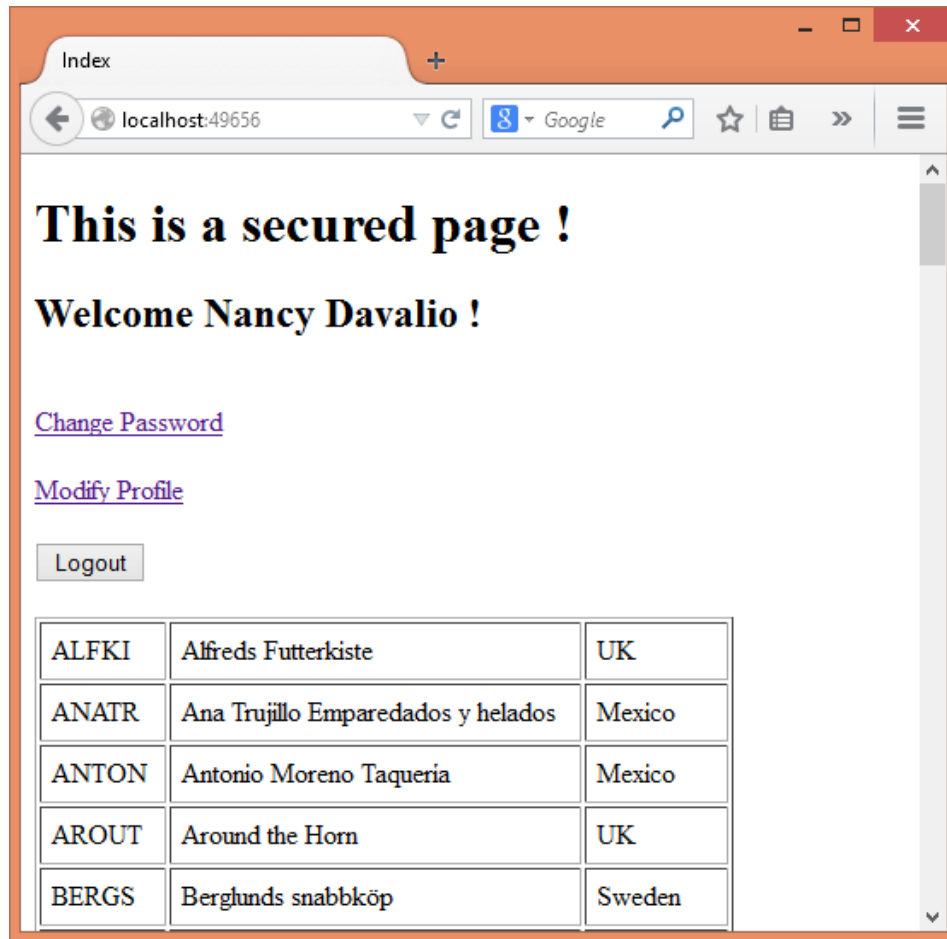 Index
localhost:49656
8 Google
This is a secured page !
Welcome Nancy Davalio !
Change Password
Modify Profile
Logout
ALFKI Alfreds Futterkiste UK
ANATR Ana Trujillo Emparedados y helados Mexico
ANTON Antonio Moreno Taquería Mexico
AROUT Around the Horn UK
BERGS Berglunds snabbköp Sweden